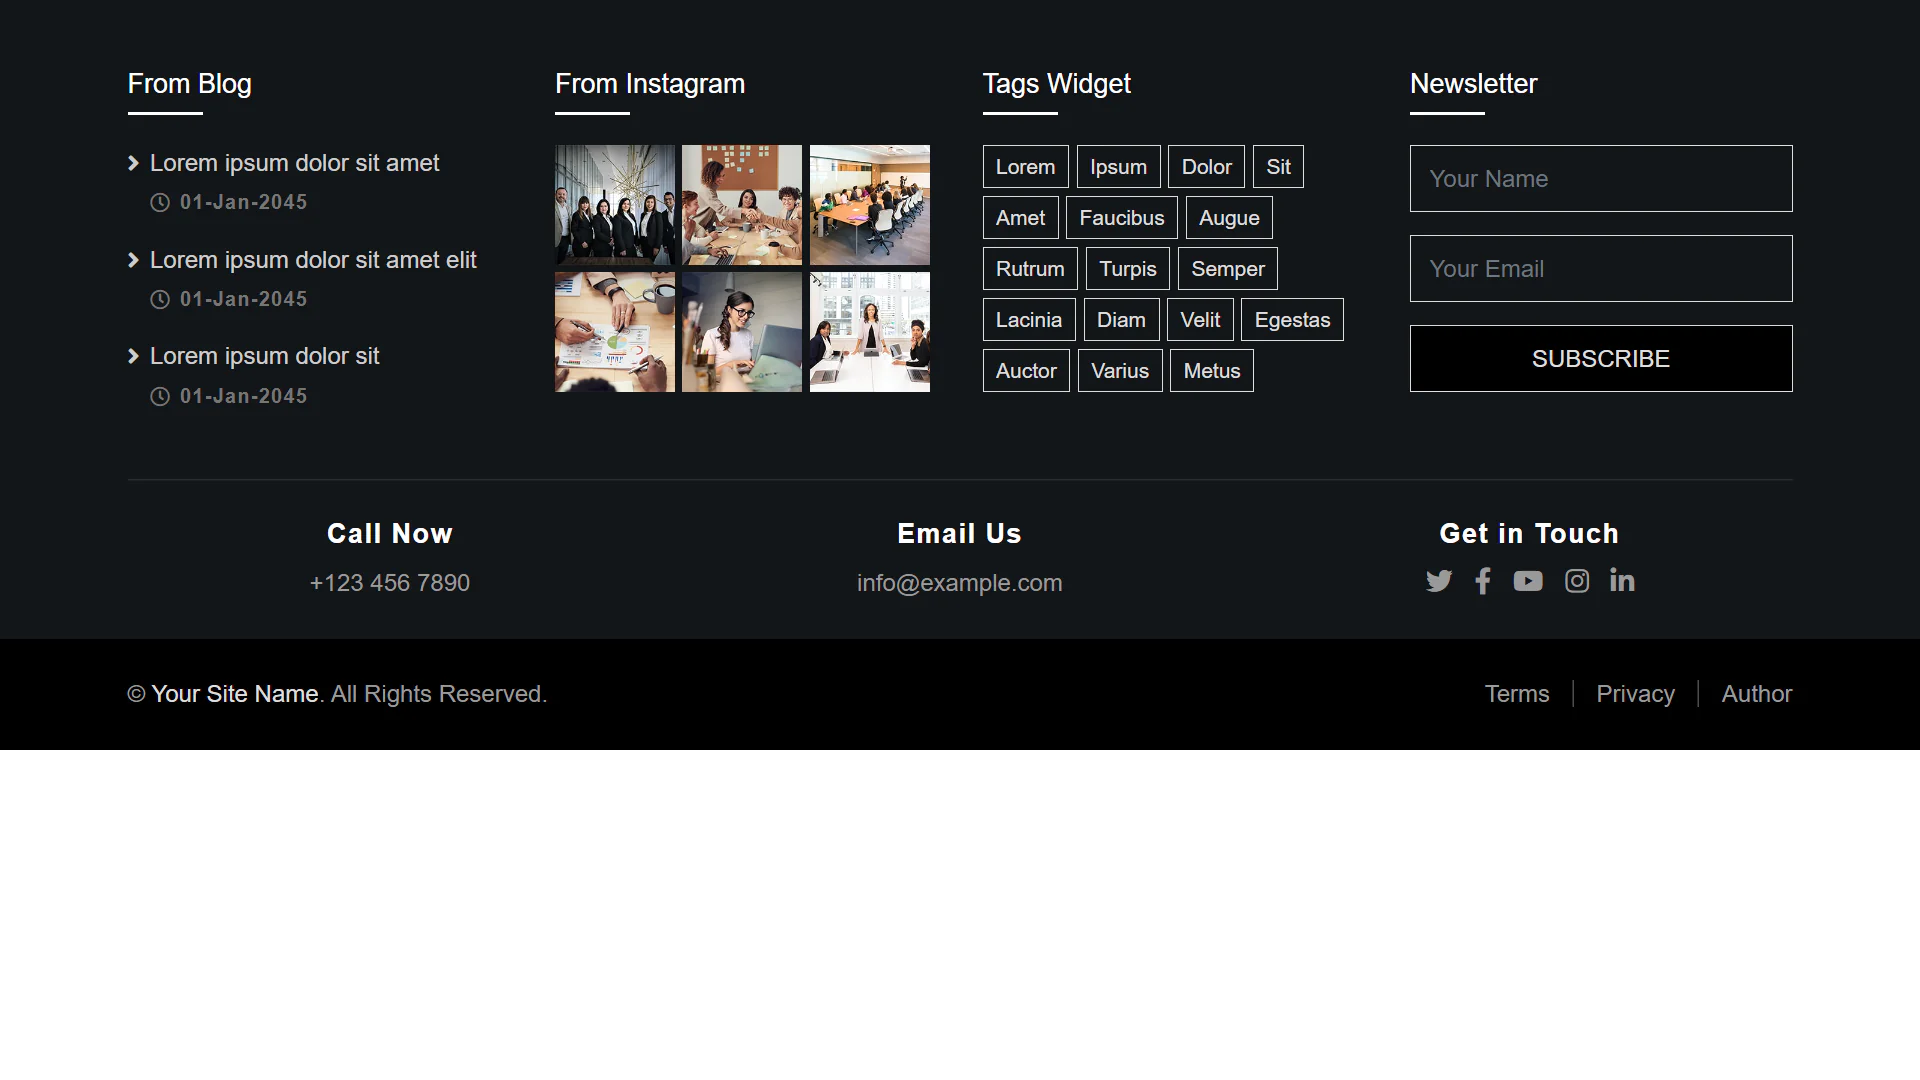 From Blog
Lorem ipsum dolor sit amet
01-Jan-2045
Lorem ipsum dolor sit amet elit
01-Jan-2045
Lorem ipsum dolor sit
01-Jan-2045
From Instagram
Tags Widget
Lorem Ipsum Dolor Sit
Amet Faucibus Augue
Rutrum Turpis Semper
Lacinia Diam Velit Egestas
Auctor Varius Metus
Newsletter
Your Name
Your Email
SUBSCRIBE
Call Now
+123 456 7890
Email Us
info@example.com
Get in Touch
© Your Site Name. All Rights Reserved.
Terms Privacy Author